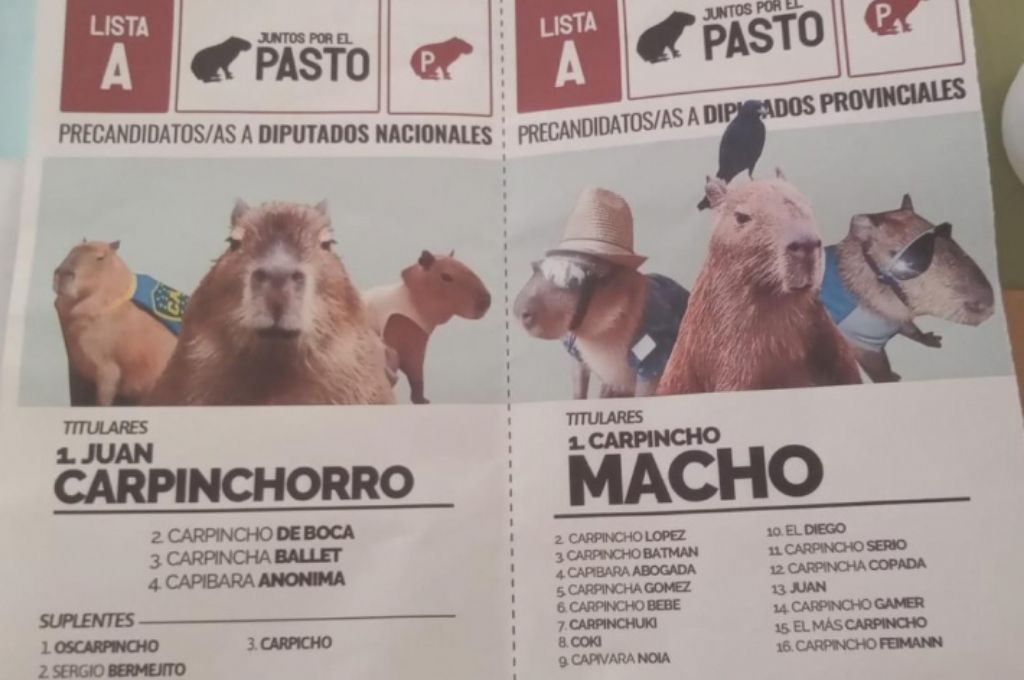 LISTA
A
JUNTOS POR EL
PASTO
P
PRECANDIDATOS/AS A DIPUTADOS NACIONALES
CA
TITULARES
1. JUAN
CARPINCHORRO
2. CARPINCHO DE BOCA
3. CARPINCHA BALLET
4. CAPIBARA ANONIMA
SUPLENTES
1. OSCARPINCHO
2. SERGIO BERMEJITO
3. CARPICHO
LISTA
A
JUNTOS POR EL
PASTO
P
PRECANDIDATOS/AS A DIPUTADOS PROVINCIALES
TITULARES
1. CARPINCHO
MACHO
2. CARPINCHO LOPEZ
3. CARPINCHO BATMAN
4. CAPIBARA ABOGADA
5. CARPINCHA GOMEZ
6. CARPINCHO BEBE
7. CARPINCHUKI
8. COKI
9. CAPIVARA NOIA
10. EL DIEGO
11. CARPINCHO SERIO
12. CARPINCHA COPADA
13. JUAN
14. CARPINCHO GAMER
15. EL MÁS CARPINCHO
16. CARPINCHO FEIMANN